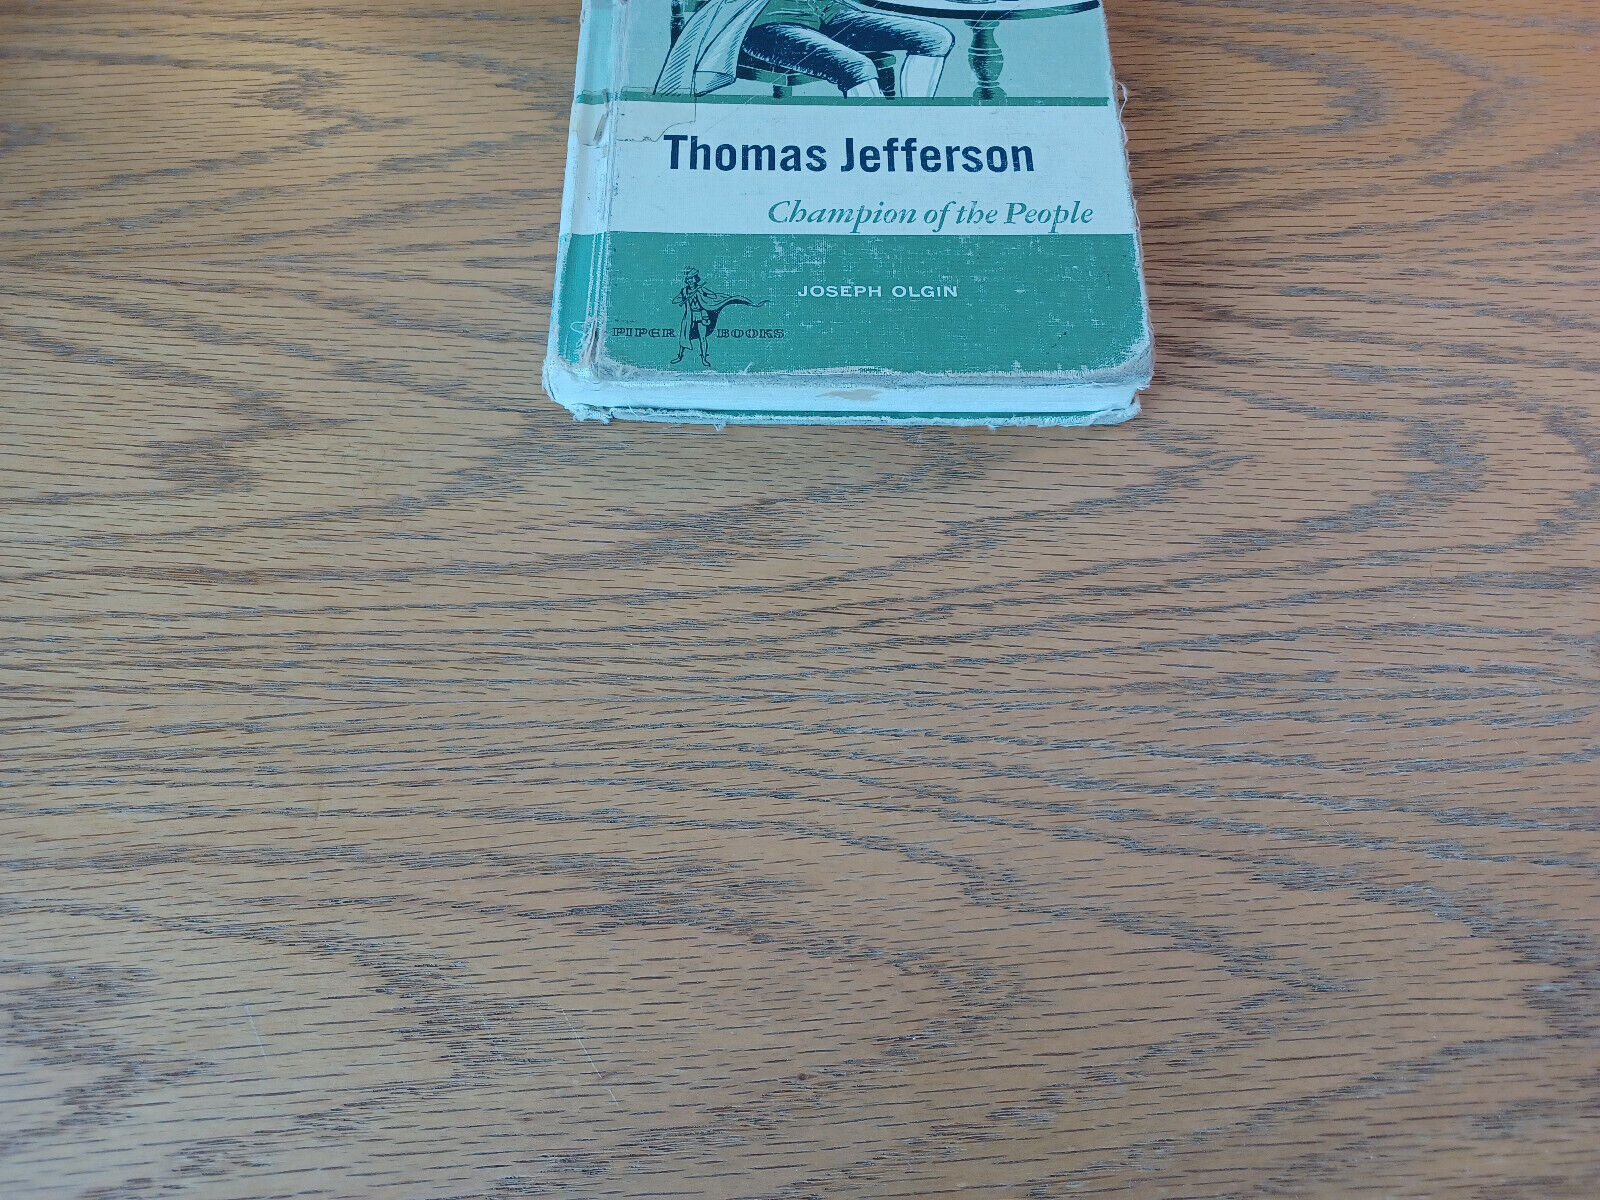 Thomas Jefferson
Champion of the People
JOSEPH OLGIN
PIPER BOOKS